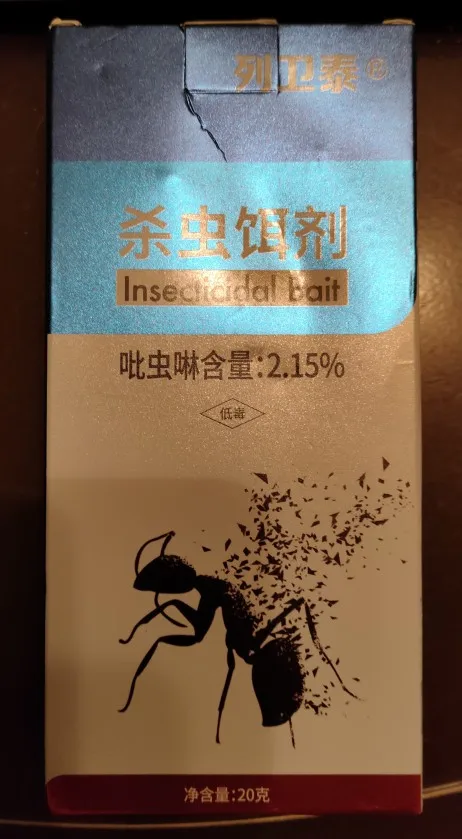 列卫泰®
杀虫饵剂
Insecticidal bait
吡虫啉含量:2.15%
低毒
净含量:20克